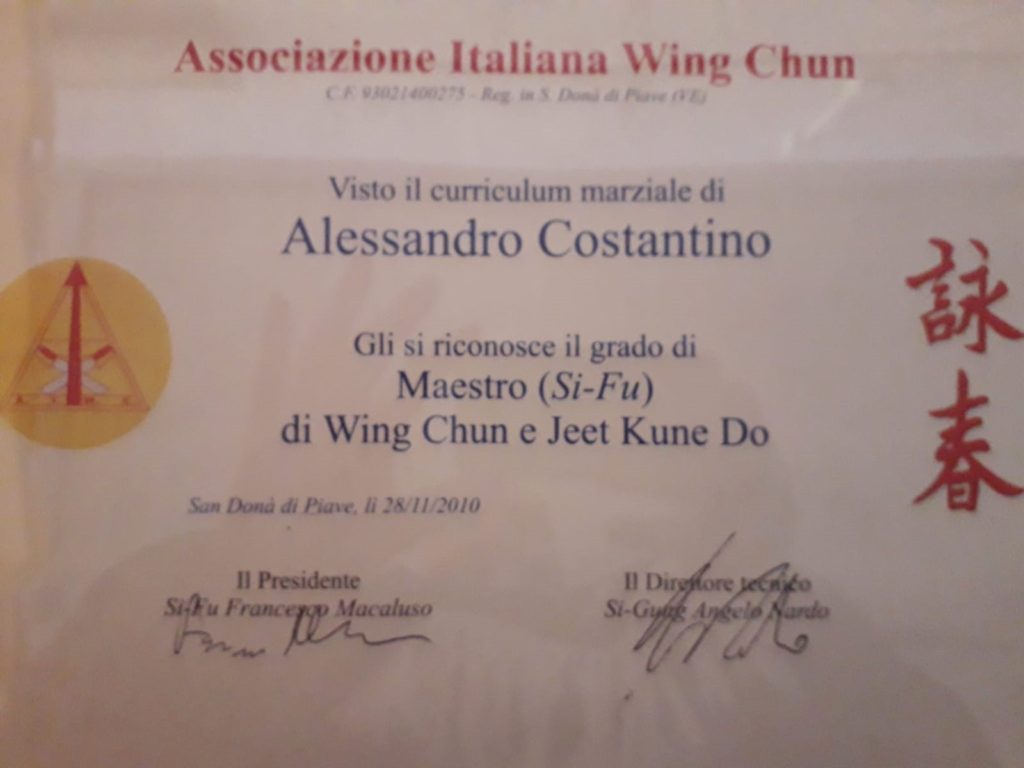 Associazione Italiana Wing Chun
C.F. 93021400275 - Reg. in S. Donà di Piave (VE)
Visto il curriculum marziale di
Alessandro Costantino
Gli si riconosce il grado di
Maestro (Si-Fu)
di Wing Chun e Jeet Kune Do
詠春
San Donà di Piave, lì 28/11/2010
Il Presidente
Si-Fu Francesco Macaluso
Il Direttore tecnico
Si-Gung Angelo Nardo